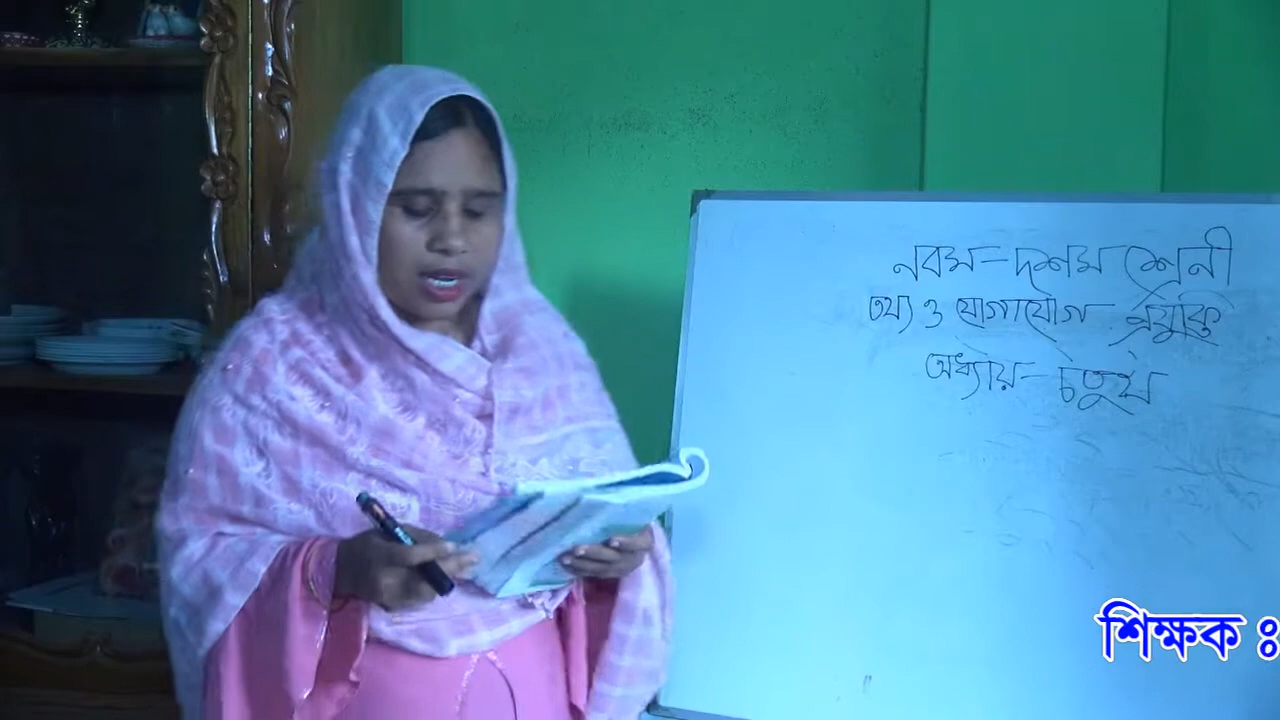 নবম-দশম শ্রেনী
তথ্য ও যোগাযোগ প্রযুক্তি
অধ্যায়- চতুর্থ
শিক্ষক ঃ